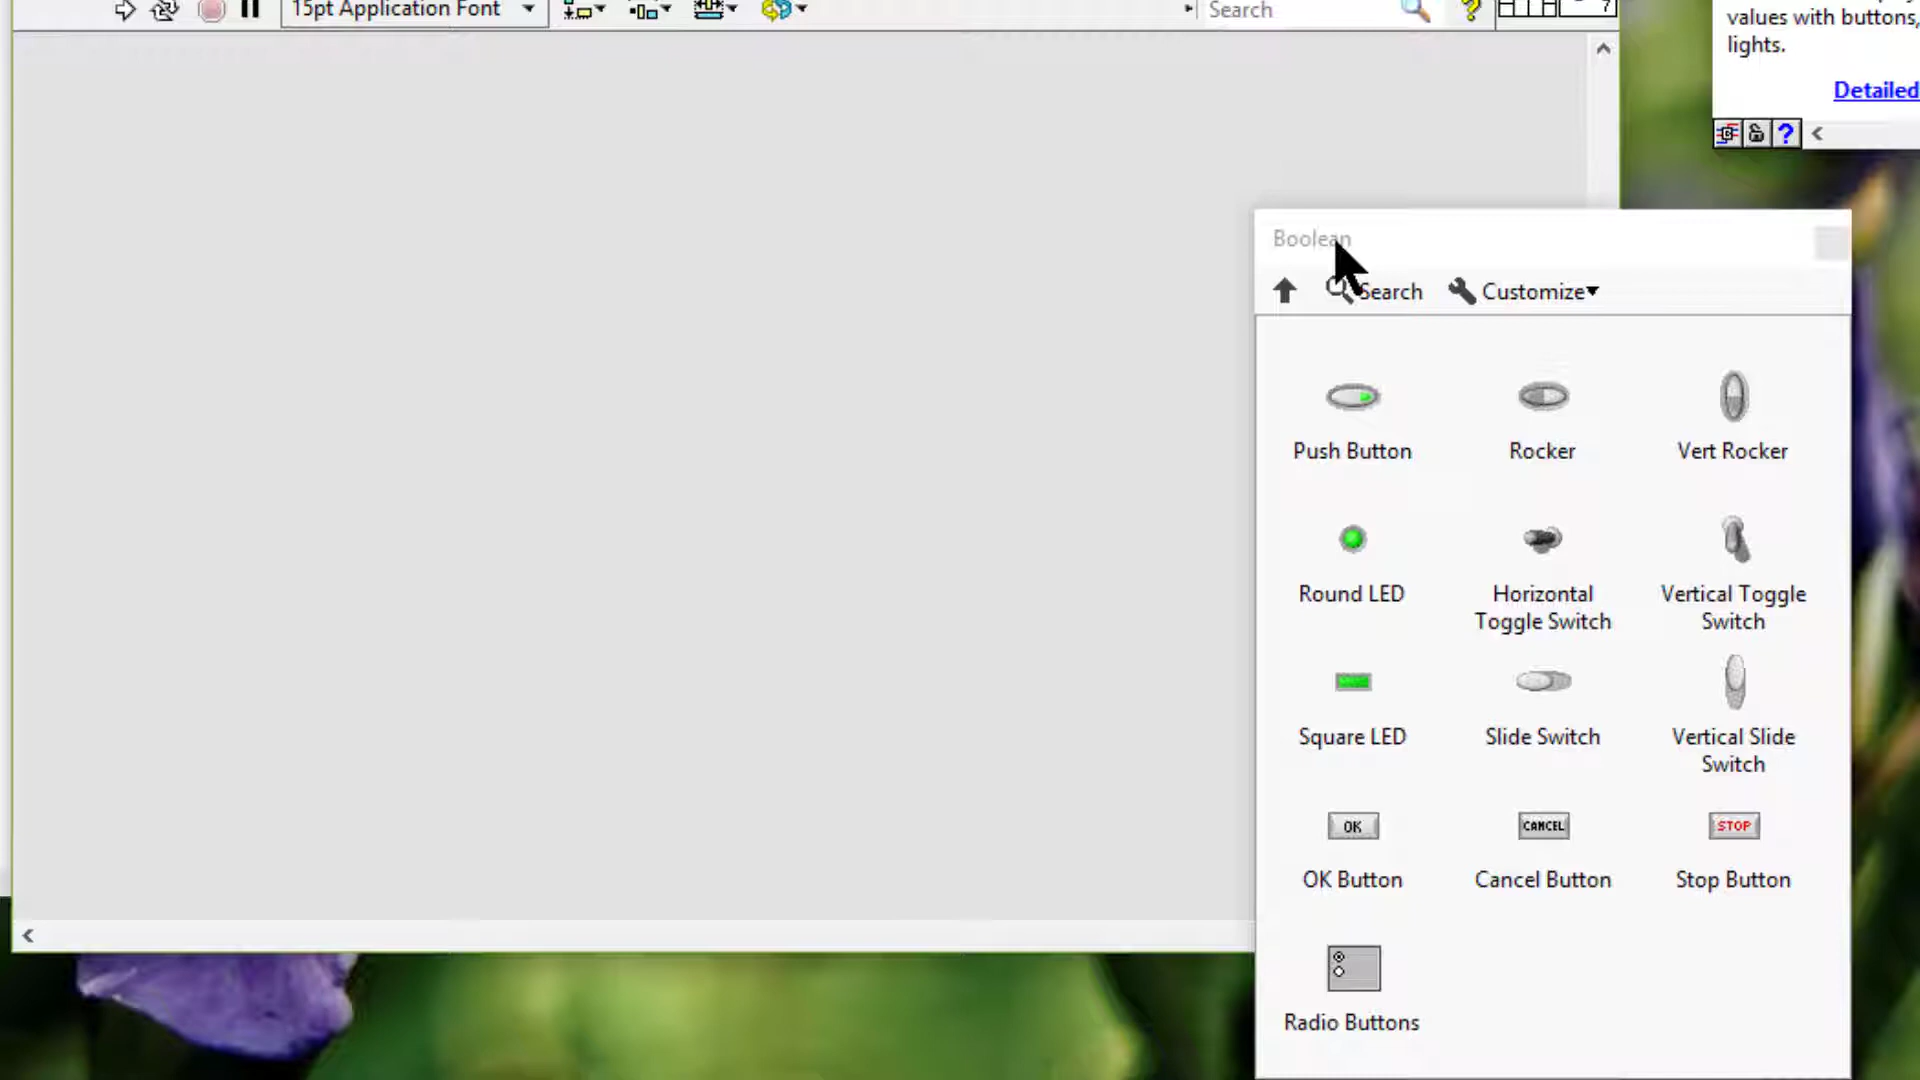 15pt Application Font
Search
values with buttons,
lights.
Detailed
Boolean
Search
Customize
Push Button
Rocker
Vert Rocker
Round LED
Horizontal
Toggle Switch
Vertical Toggle
Switch
Square LED
Slide Switch
Vertical Slide
Switch
OK
CANCEL
STOP
OK Button
Cancel Button
Stop Button
Radio Buttons